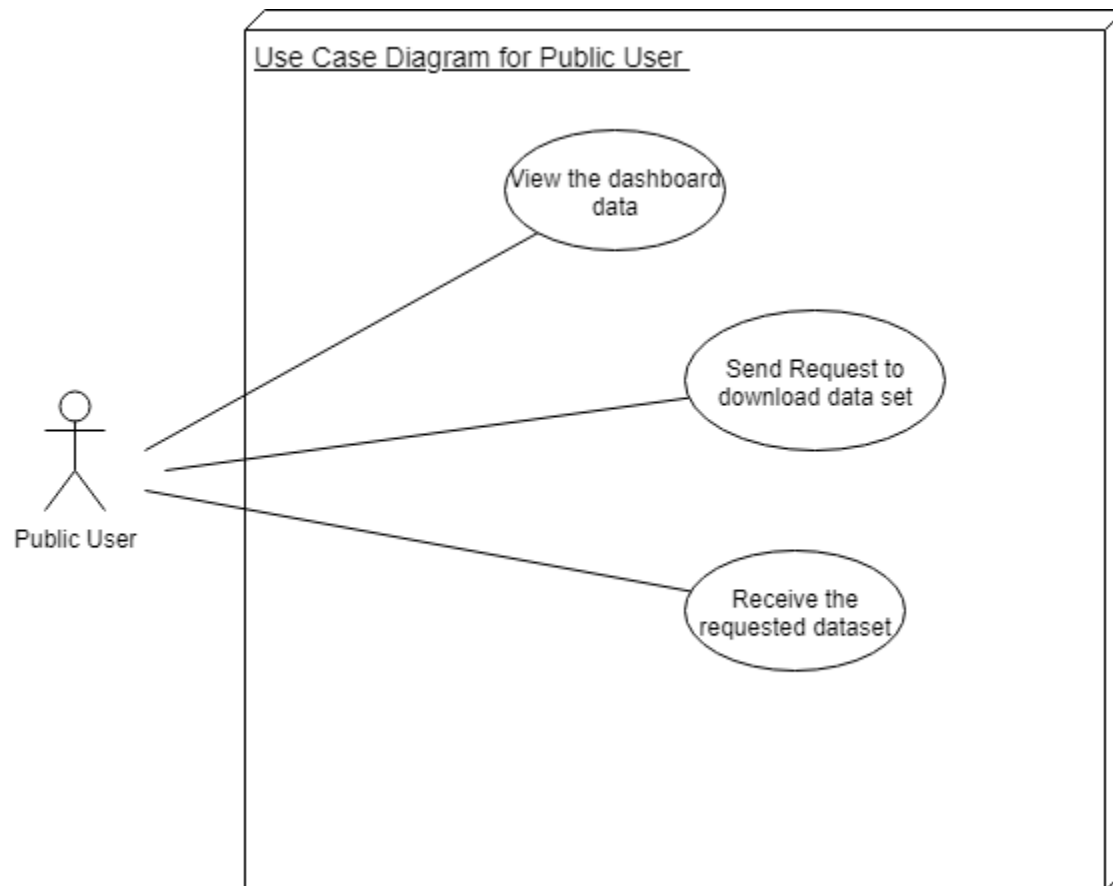 Use Case Diagram for Public User
View the dashboard
data
Send Request to
download data set
Public User
Receive the
requested dataset